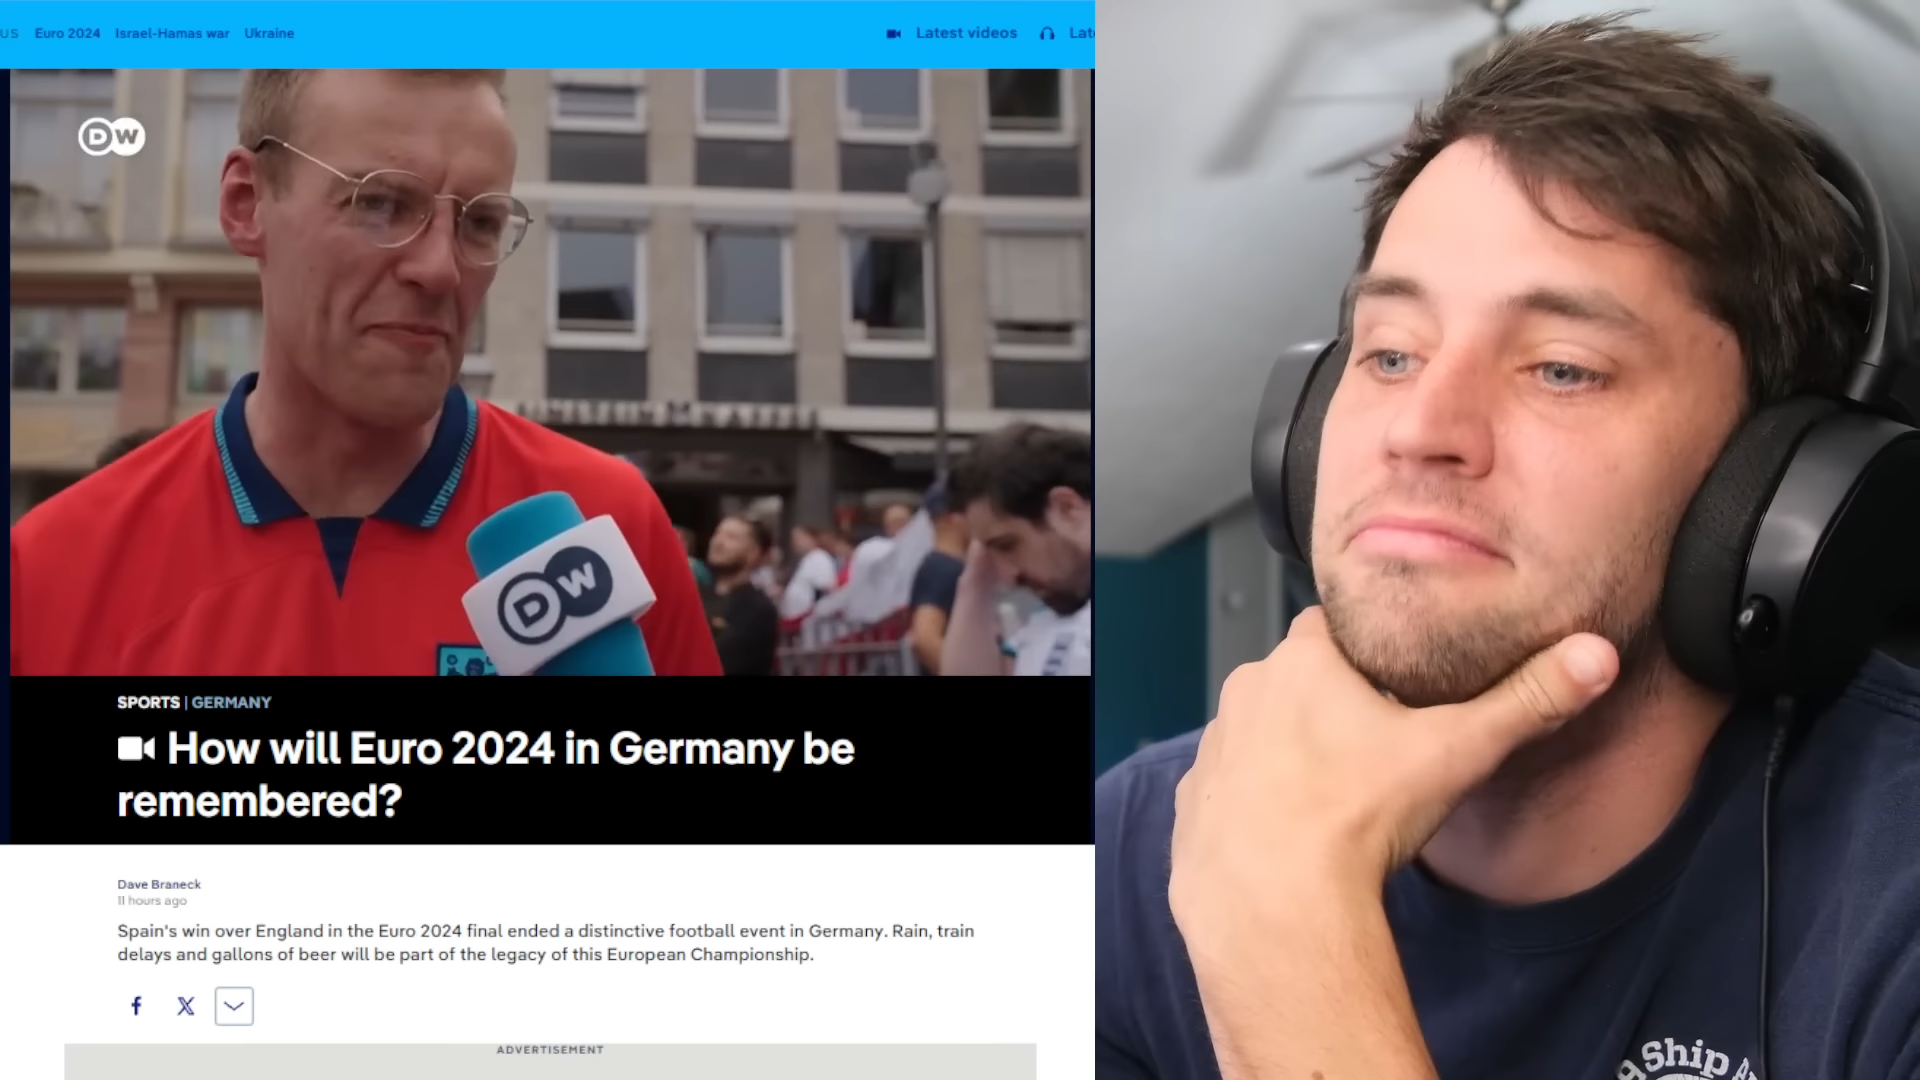 US Euro 2024 Israel-Hamas war Ukraine Latest videos
DW
DW
SPORTS | GERMANY
How will Euro 2024 in Germany be
remembered?
Dave Braneck
11 hours ago
Spain's win over England in the Euro 2024 final ended a distinctive football event in Germany. Rain, train
delays and gallons of beer will be part of the legacy of this European Championship.
f X
ADVERTISEMENT
Ship